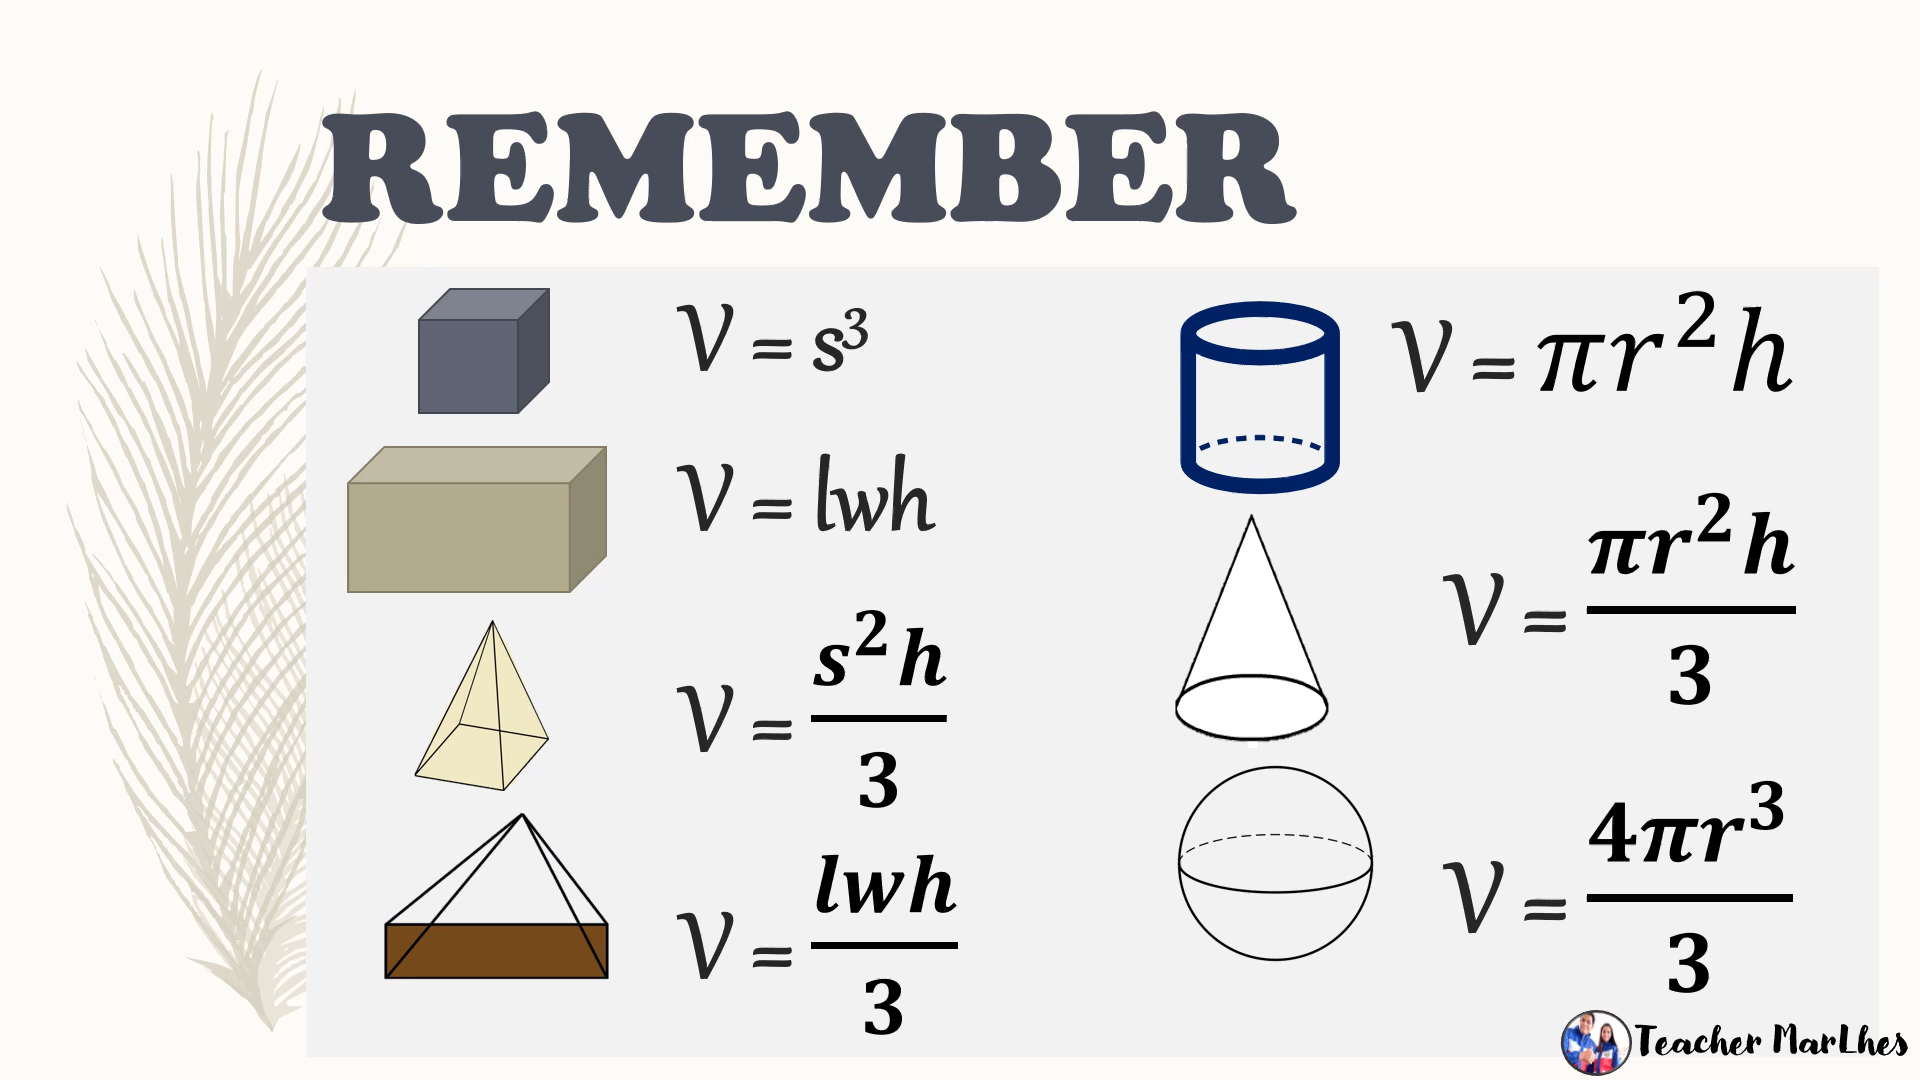 REMEMBER
V = s³
V = lwh
V = s²h / 3
V = lwh / 3
V = πr²h
V = πr²h / 3
V = 4πr³ / 3
Teacher MarLhes